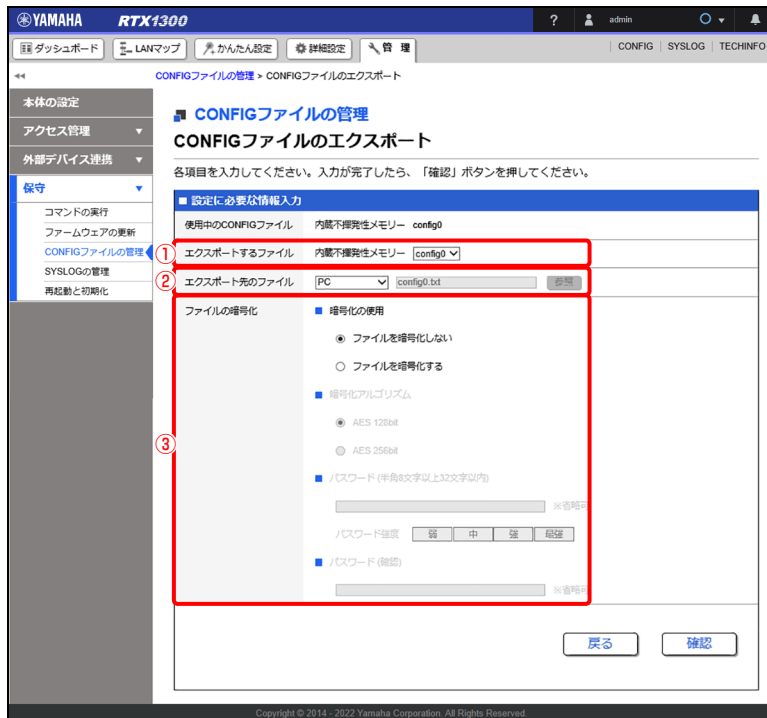 YAMAHA RTX1300 ? admin
ダッシュボード LANマップ かんたん設定 詳細設定 管 理 CONFIG SYSLOG TECHINFO
CONFIGファイルの管理 > CONFIGファイルのエクスポート
本体の設定
アクセス管理
外部デバイス連携
保守
コマンドの実行
ファームウェアの更新
CONFIGファイルの管理
SYSLOGの管理
再起動と初期化
CONFIGファイルの管理
CONFIGファイルのエクスポート
各項目を入力してください。入力が完了したら、「確認」ボタンを押してください。
■ 設定に必要な情報入力
使用中のCONFIGファイル 内蔵不揮発性メモリー config0
① エクスポートするファイル 内蔵不揮発性メモリー config0
② エクスポート先のファイル PC config0.txt 参照
③ ファイルの暗号化 ■ 暗号化の使用
ファイルを暗号化しない
ファイルを暗号化する
■ 暗号化アルゴリズム
AES 128bit
AES 256bit
■ パスワード (半角8文字以上32文字以内)
※省略可
パスワード強度 弱 中 強 最強
■ パスワード (確認)
※省略可
戻る 確認
Copyright © 2014 - 2022 Yamaha Corporation. All Rights Reserved.